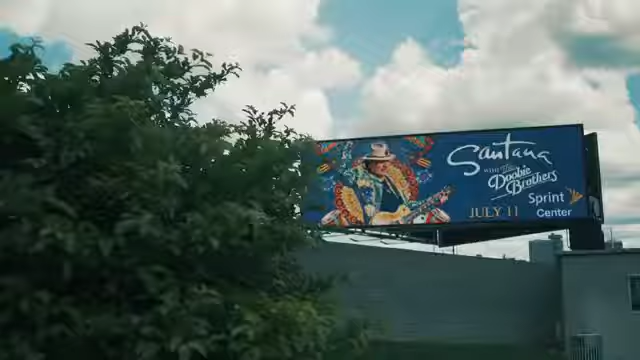 Santana
WITH THE
Doobie
Brothers
Sprint
Center
JULY 11